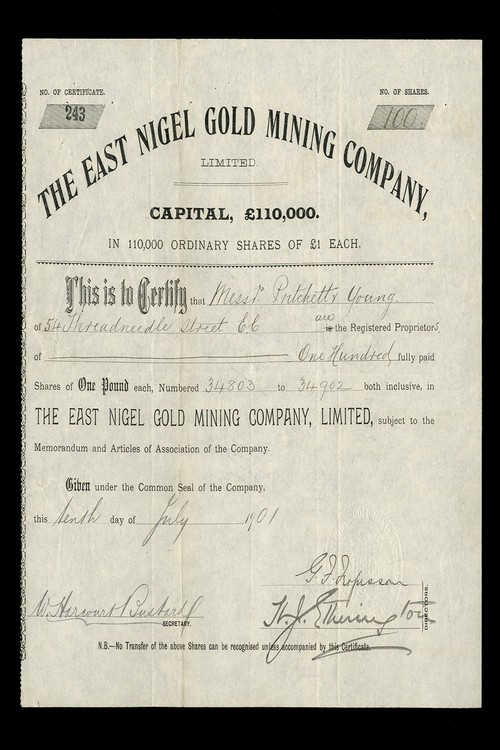 NO. OF CERTIFICATE.
NO. OF SHARES.
243
100
THE EAST NIGEL GOLD MINING COMPANY,
LIMITED.
CAPITAL, £110,000.
IN 110,000 ORDINARY SHARES OF £1 EACH.
This is to Certify that Messrs. Pritchett & Young.
of 54 Threadneedle Street E.C. are is the Registered Proprietors
of One Hundred, fully paid
Shares of One Pound each, Numbered 34803 to 34902 both inclusive, in
THE EAST NIGEL GOLD MINING COMPANY, LIMITED, subject to the
Memorandum and Articles of Association of the Company.
Given under the Common Seal of the Company,
this tenth day of July 1901
W. Harcourt Bustard
SECRETARY.
DIRECTORS.
N.B.—No Transfer of the above Shares can be recognised unless accompanied by this Certificate.